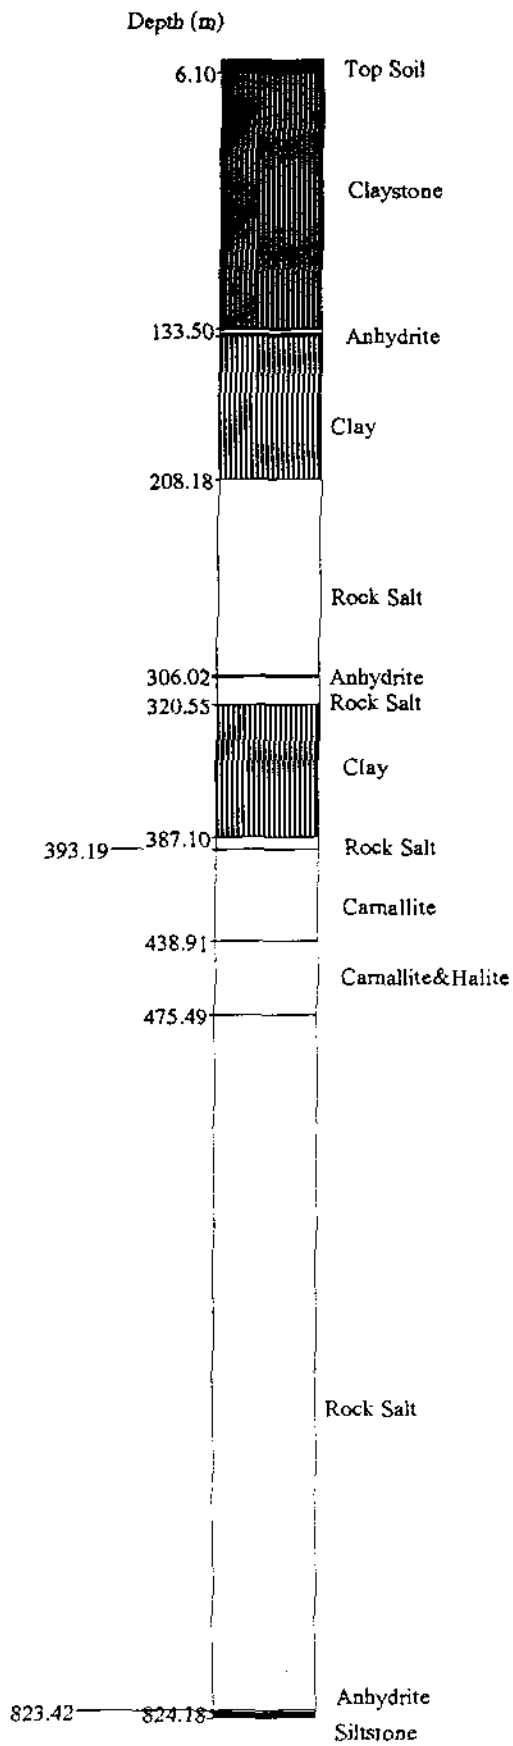 Depth (m)
Top Soil
6.10
Claystone
133.50
Anhydrite
Clay
208.18
Rock Salt
306.02 Anhydrite
320.55 Rock Salt
Clay
387.10
393.19 Rock Salt
Carnallite
438.91
Carnallite&Halite
475.49
Rock Salt
Anhydrite
823.42 824.18
Siltstone